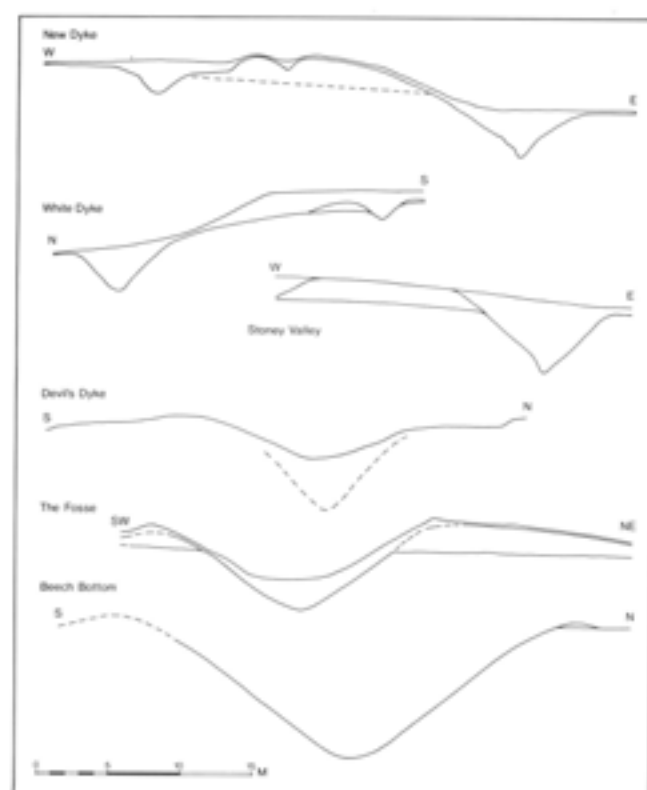 New Dyke
W
E
S
White Dyke
N
W
E
Stoney Valley
Devil's Dyke
S
N
The Fosse
SW
NE
Beech Bottom
S
N
0 5 10 15 M